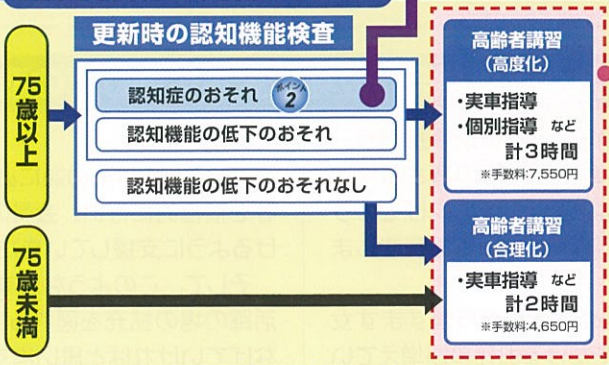 更新時の認知機能検査
75歳以上
認知症のおそれ
ポイント
2
認知機能の低下のおそれ
認知機能の低下のおそれなし
高齢者講習
(高度化)
・実車指導
・個別指導 など
計3時間
※手数料:7,550円
75歳未満
高齢者講習
(合理化)
・実車指導 など
計2時間
※手数料:4,650円